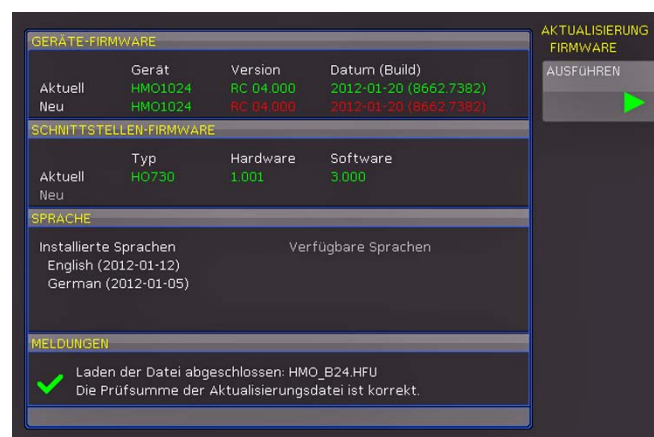 AKTUALISIERUNG
FIRMWARE
AUSFüHREN
GERÄTE-FIRMWARE
Gerät Version Datum (Build)
Aktuell HMO1024 RC 04.000 2012-01-20 (8662.7382)
Neu HMO1024 RC 04.000 2012-01-20 (8662.7382)
SCHNITTSTELLEN-FIRMWARE
Typ Hardware Software
Aktuell HO730 1.001 3.000
Neu
SPRACHE
Installierte Sprachen Verfügbare Sprachen
English (2012-01-12)
German (2012-01-05)
MELDUNGEN
Laden der Datei abgeschlossen: HMO_B24.HFU
Die Prüfsumme der Aktualisierungsdatei ist korrekt.